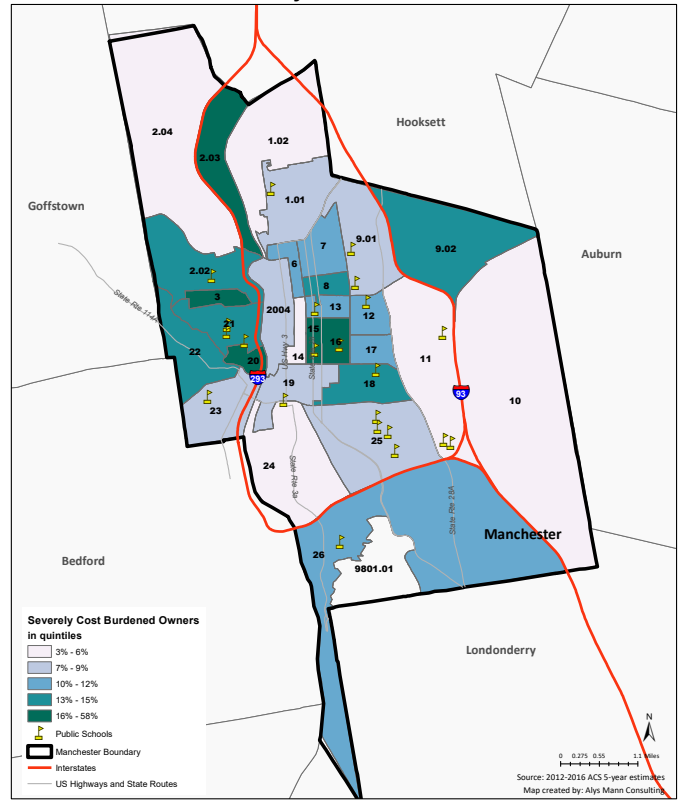 2.04
1.02
Hooksett
2.03
Goffstown
1.01
9.01
9.02
Auburn
7
6
2.02
8
3
13
2004
12
21
15
16
State Rte 114A
US Hwy 3
State
11
14
17
22
20
293
19
18
93
10
23
25
24
State Rte 3a
State Rte 28A
Manchester
26
Bedford
9801.01
Londonderry
Severely Cost Burdened Owners
in quintiles
3% - 6%
7% - 9%
10% - 12%
13% - 15%
16% - 58%
Public Schools
Manchester Boundary
Interstates
US Highways and State Routes
N
0 0.275 0.55 1.1 Miles
Source: 2012-2016 ACS 5-year estimates
Map created by: Alys Mann Consulting